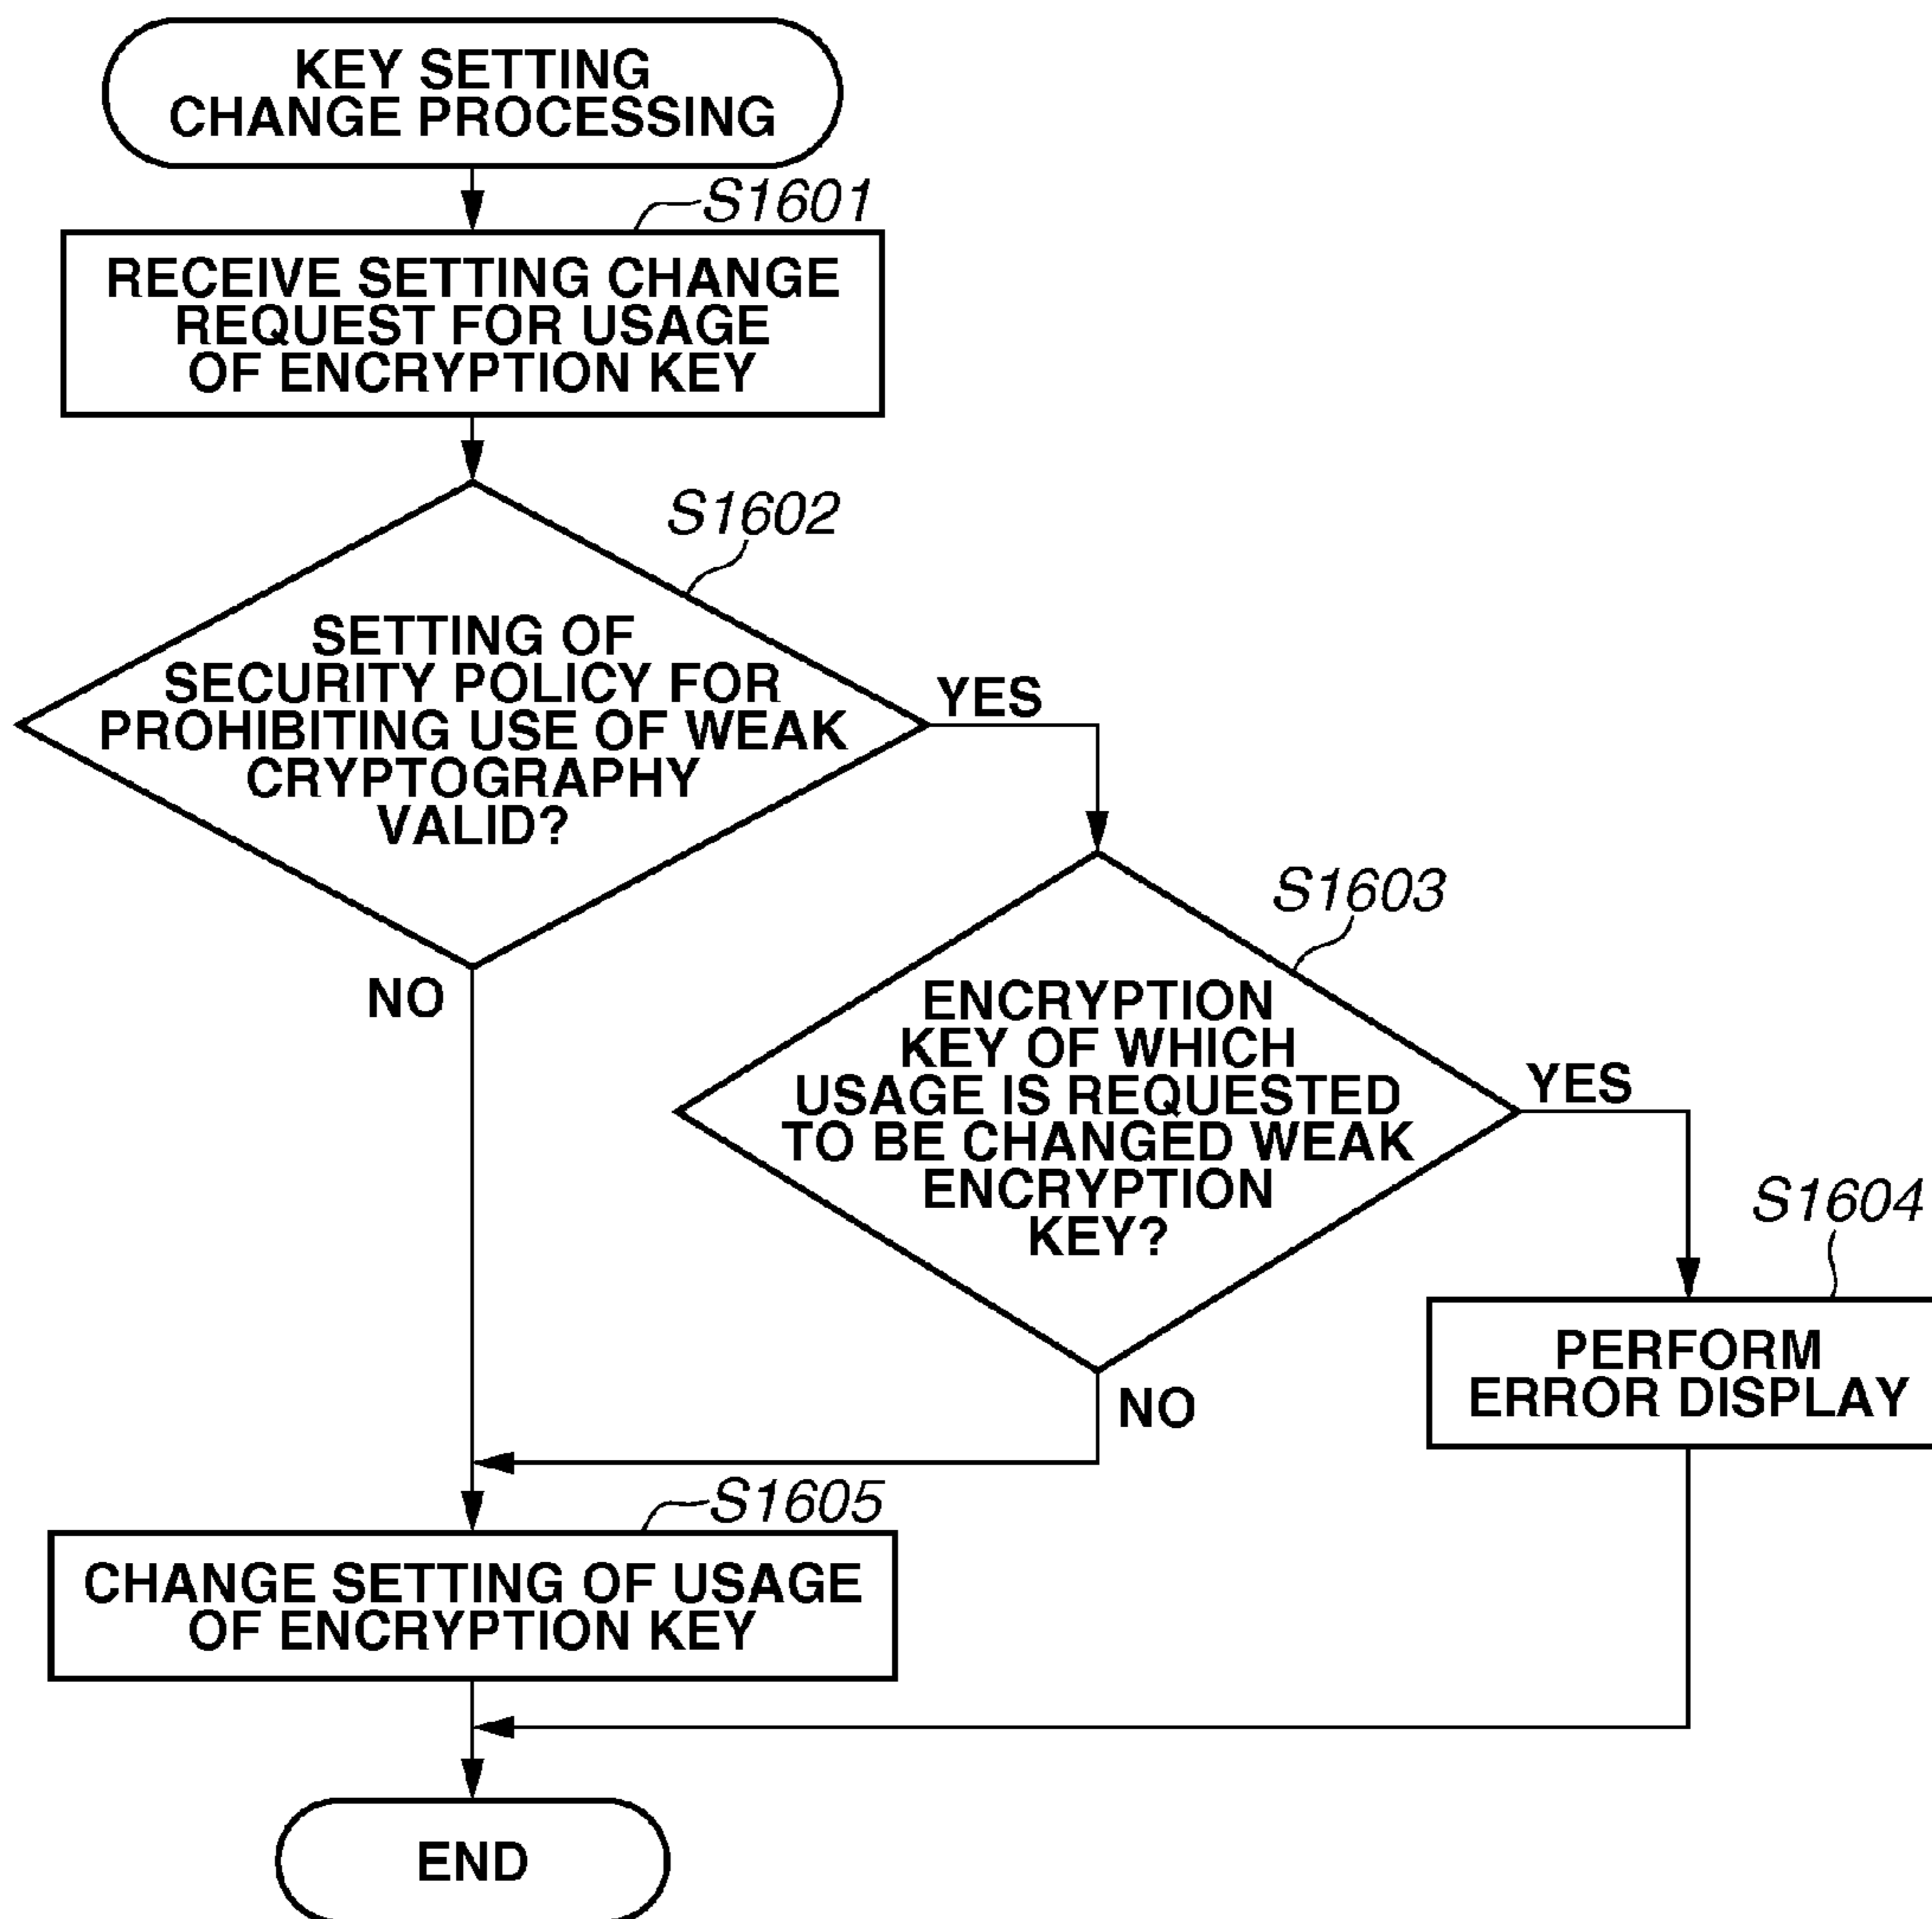 KEY SETTING
CHANGE PROCESSING
S1601
RECEIVE SETTING CHANGE
REQUEST FOR USAGE
OF ENCRYPTION KEY
S1602
SETTING OF
SECURITY POLICY FOR
PROHIBITING USE OF WEAK
CRYPTOGRAPHY
VALID?
YES
NO
S1603
ENCRYPTION
KEY OF WHICH
USAGE IS REQUESTED
TO BE CHANGED WEAK
ENCRYPTION
KEY?
YES
NO
S1604
PERFORM
ERROR DISPLAY
S1605
CHANGE SETTING OF USAGE
OF ENCRYPTION KEY
END